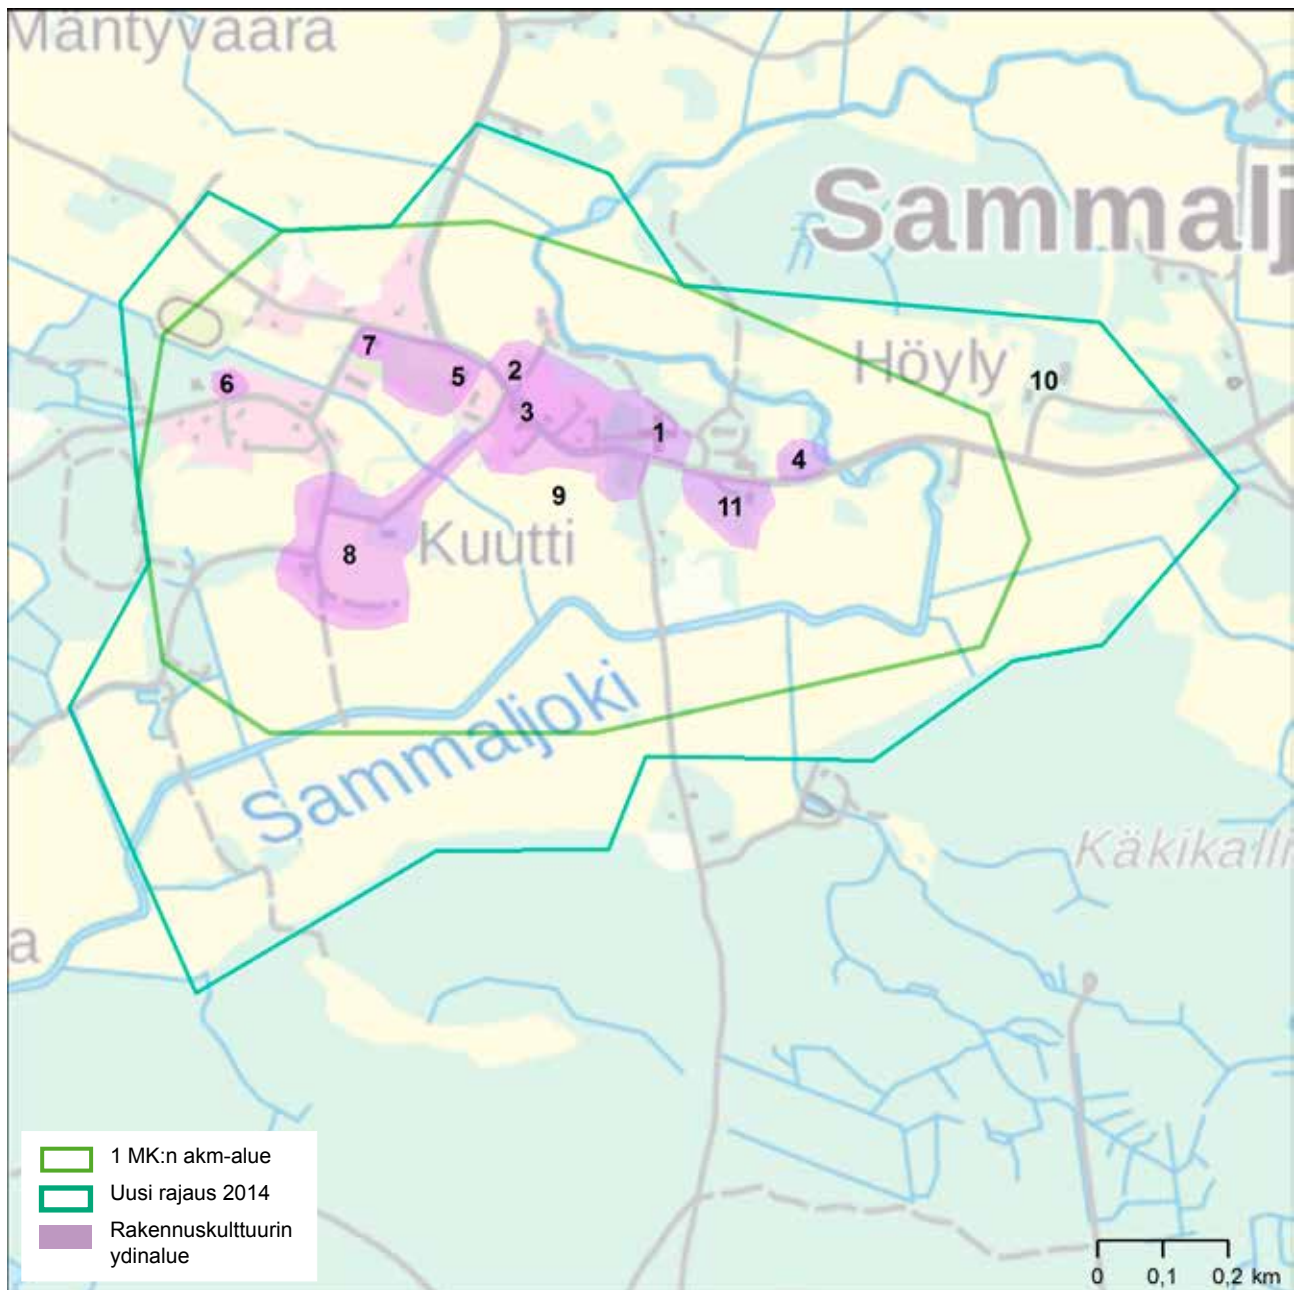 Mäntyvaara
Sammalj
Höyly
7
2
5
6
3
10
1
4
9
11
Kuutti
8
Sammaljoki
Käkikalli
a
1 MK:n akm-alue
Uusi rajaus 2014
Rakennuskulttuurin
ydinalue
0 0,1 0,2 km